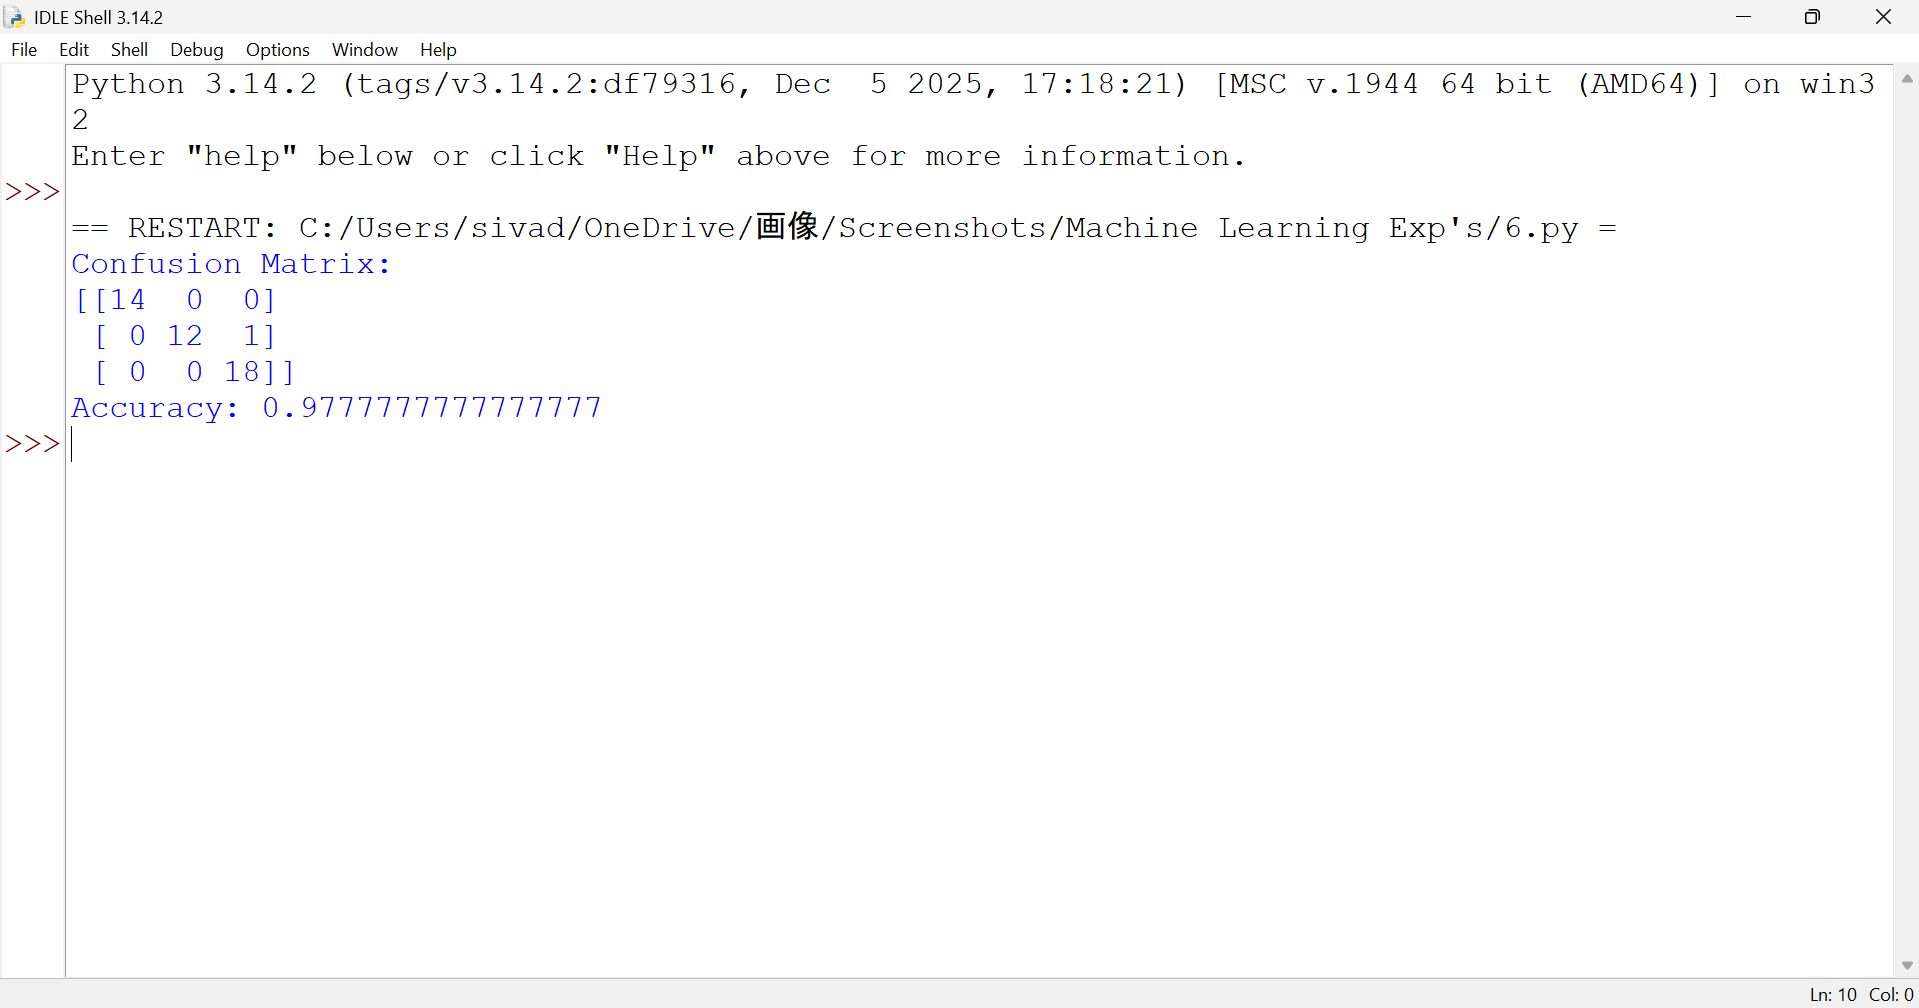 IDLE Shell 3.14.2
File Edit Shell Debug Options Window Help
Python 3.14.2 (tags/v3.14.2:df79316, Dec  5 2025, 17:18:21) [MSC v.1944 64 bit (AMD64)] on win3
2
Enter "help" below or click "Help" above for more information.
>>>
== RESTART: C:/Users/sivad/OneDrive/画像/Screenshots/Machine Learning Exp's/6.py =
Confusion Matrix:
[[14  0  0]
 [ 0 12  1]
 [ 0  0 18]]
Accuracy: 0.9777777777777777
>>>
Ln: 10 Col: 0